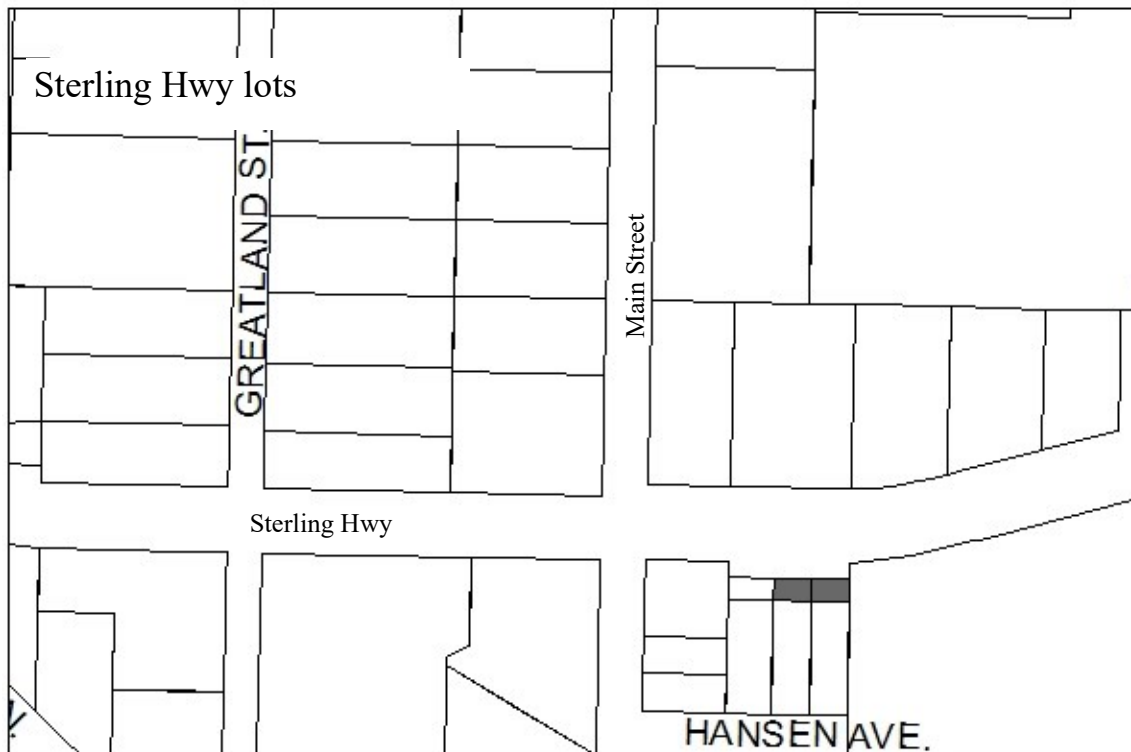 Sterling Hwy lots
GREATLAND ST.
Main Street
Sterling Hwy
HANSEN AVE.